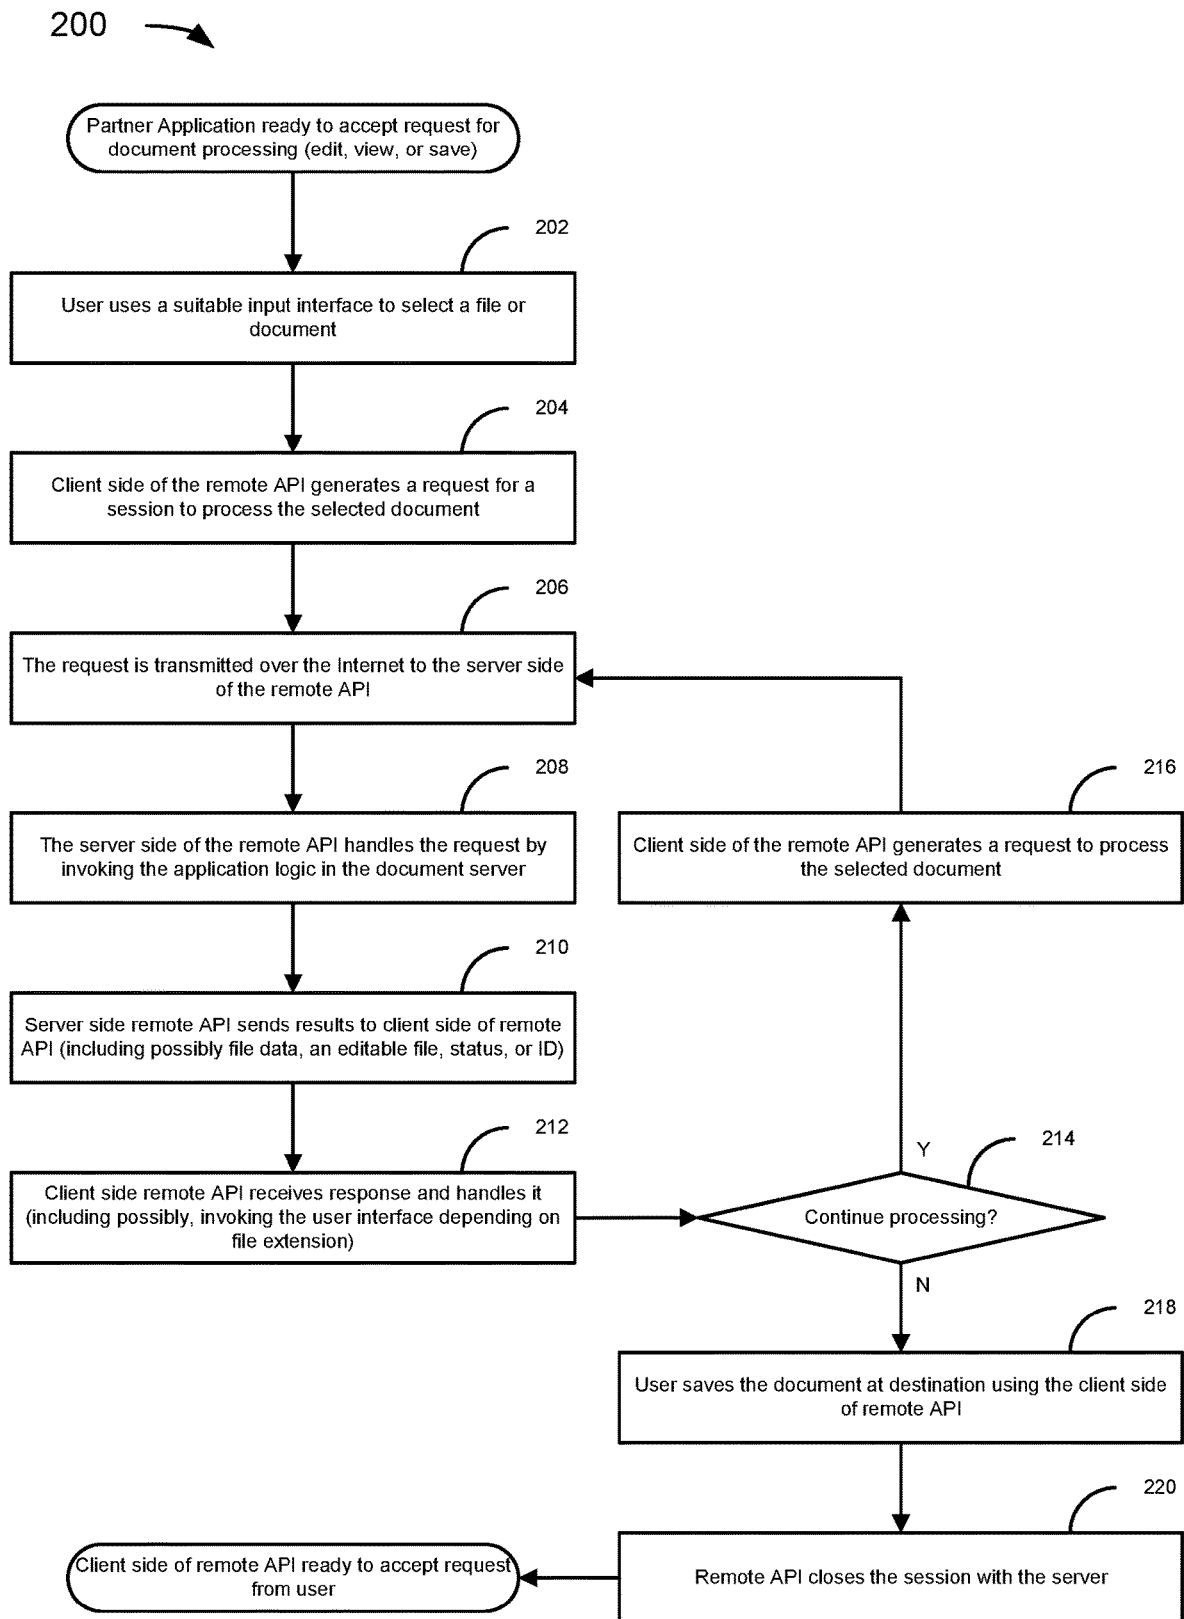 200
Partner Application ready to accept request for
document processing (edit, view, or save)
202
User uses a suitable input interface to select a file or
document
204
Client side of the remote API generates a request for a
session to process the selected document
206
The request is transmitted over the Internet to the server side
of the remote API
208
The server side of the remote API handles the request by
invoking the application logic in the document server
210
Server side remote API sends results to client side of remote
API (including possibly file data, an editable file, status, or ID)
212
Client side remote API receives response and handles it
(including possibly, invoking the user interface depending on
file extension)
214
Continue processing?
Y
216
Client side of the remote API generates a request to process
the selected document
N
218
User saves the document at destination using the client side
of remote API
220
Remote API closes the session with the server
Client side of remote API ready to accept request
from user